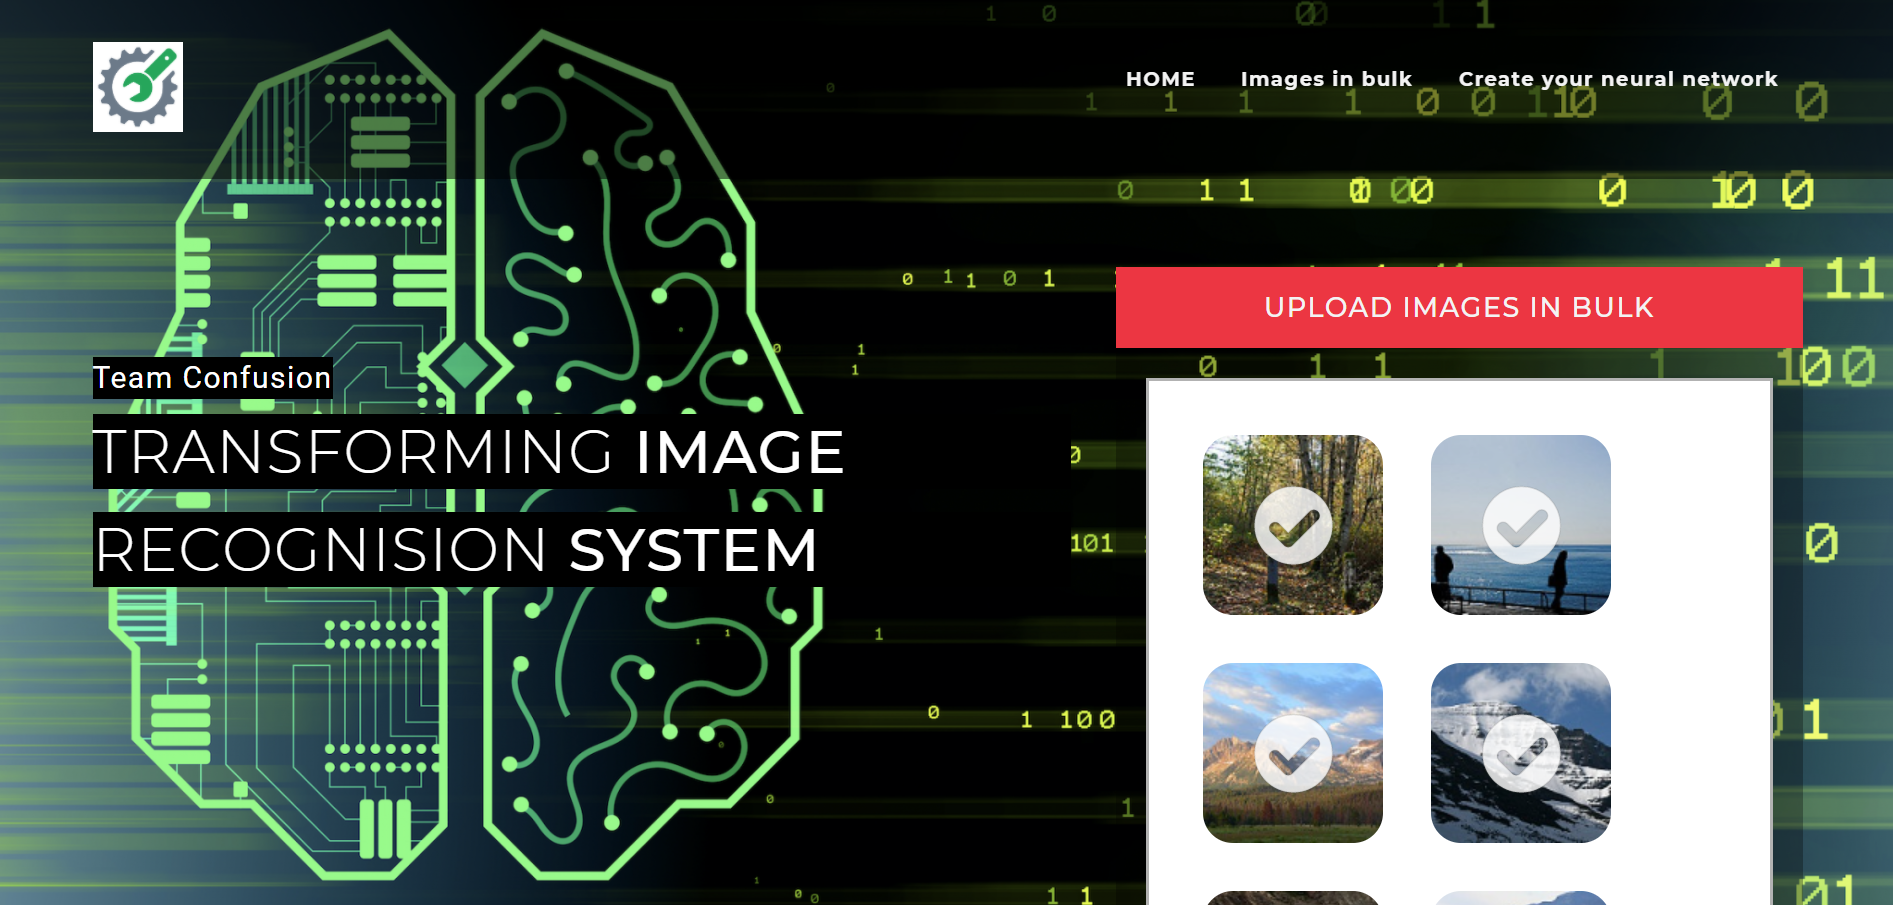 HOME Images in bulk Create your neural network
UPLOAD IMAGES IN BULK
Team Confusion
TRANSFORMING IMAGE
RECOGNISION SYSTEM